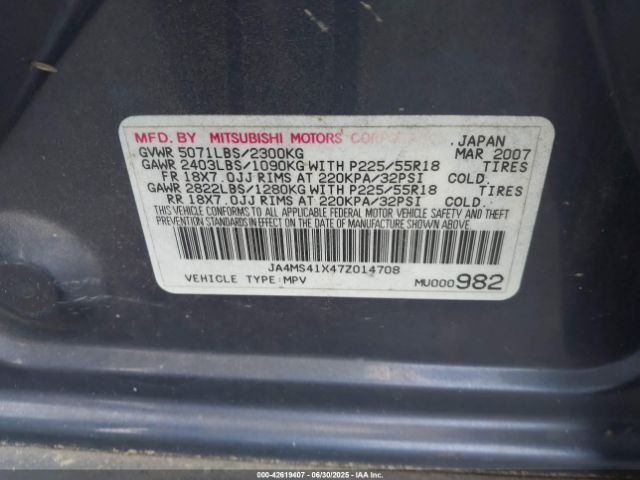 MFD. BY MITSUBISHI MOTORS CORPORATION JAPAN
GVWR 5071LBS/2300KG MAR 2007
GAWR 2403LBS/1090KG WITH P225/55R18 TIRES
FR 18X7.0JJ RIMS AT 220KPA/32PSI COLD.
GAWR 2822LBS/1280KG WITH P225/55R18 TIRES
RR 18X7.0JJ RIMS AT 220KPA/32PSI COLD.
THIS VEHICLE CONFORMS TO ALL APPLICABLE FEDERAL MOTOR VEHICLE SAFETY AND THEFT
PREVENTION STANDARDS IN EFFECT ON THE DATE OF MANUFACTURE SHOWN ABOVE.
JA4MS41X47Z014708
VEHICLE TYPE:MPV MU000982
000-42619407 - 06/30/2025 - IAAI.COM